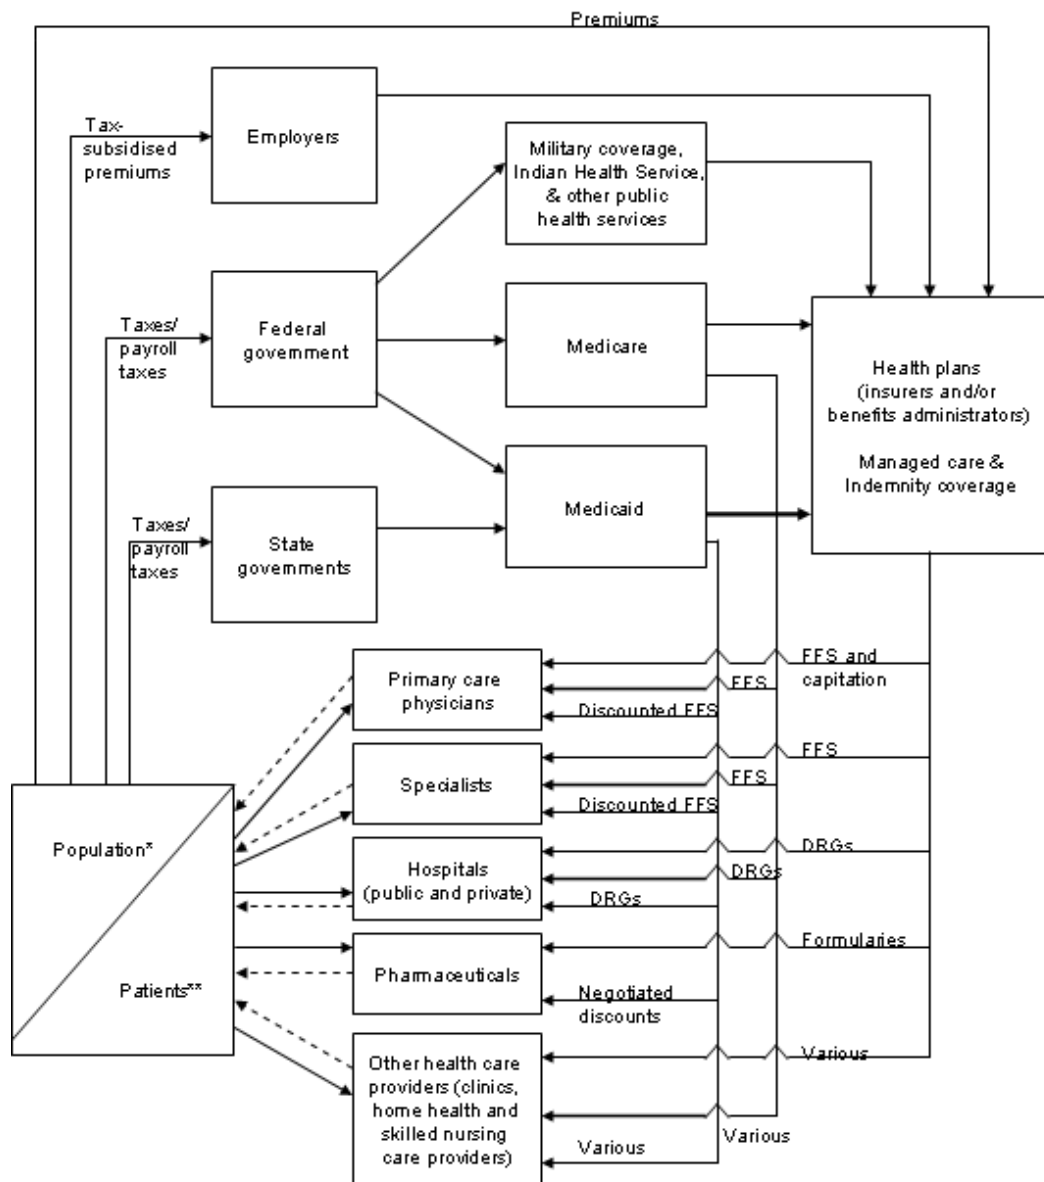 Premiums
Tax-
subsidised
premiums
Employers
Military coverage,
Indian Health Service,
& other public
health services
Taxes/
payroll
taxes
Federal
government
Medicare
Health plans
(insurers and/or
benefits administrators)
Managed care &
Indemnity coverage
Medicaid
Taxes/
payroll
taxes
State
governments
Primary care
physicians
FFS and
capitation
FFS
Discounted FFS
Specialists
FFS
FFS
Discounted FFS
Population*
Hospitals
(public and private)
DRGs
DRGs
DRGs
Patients**
Pharmaceuticals
Formularies
Negotiated
discounts
Other health care
providers (clinics,
home health and
skilled nursing
care providers)
Various
Various
Various